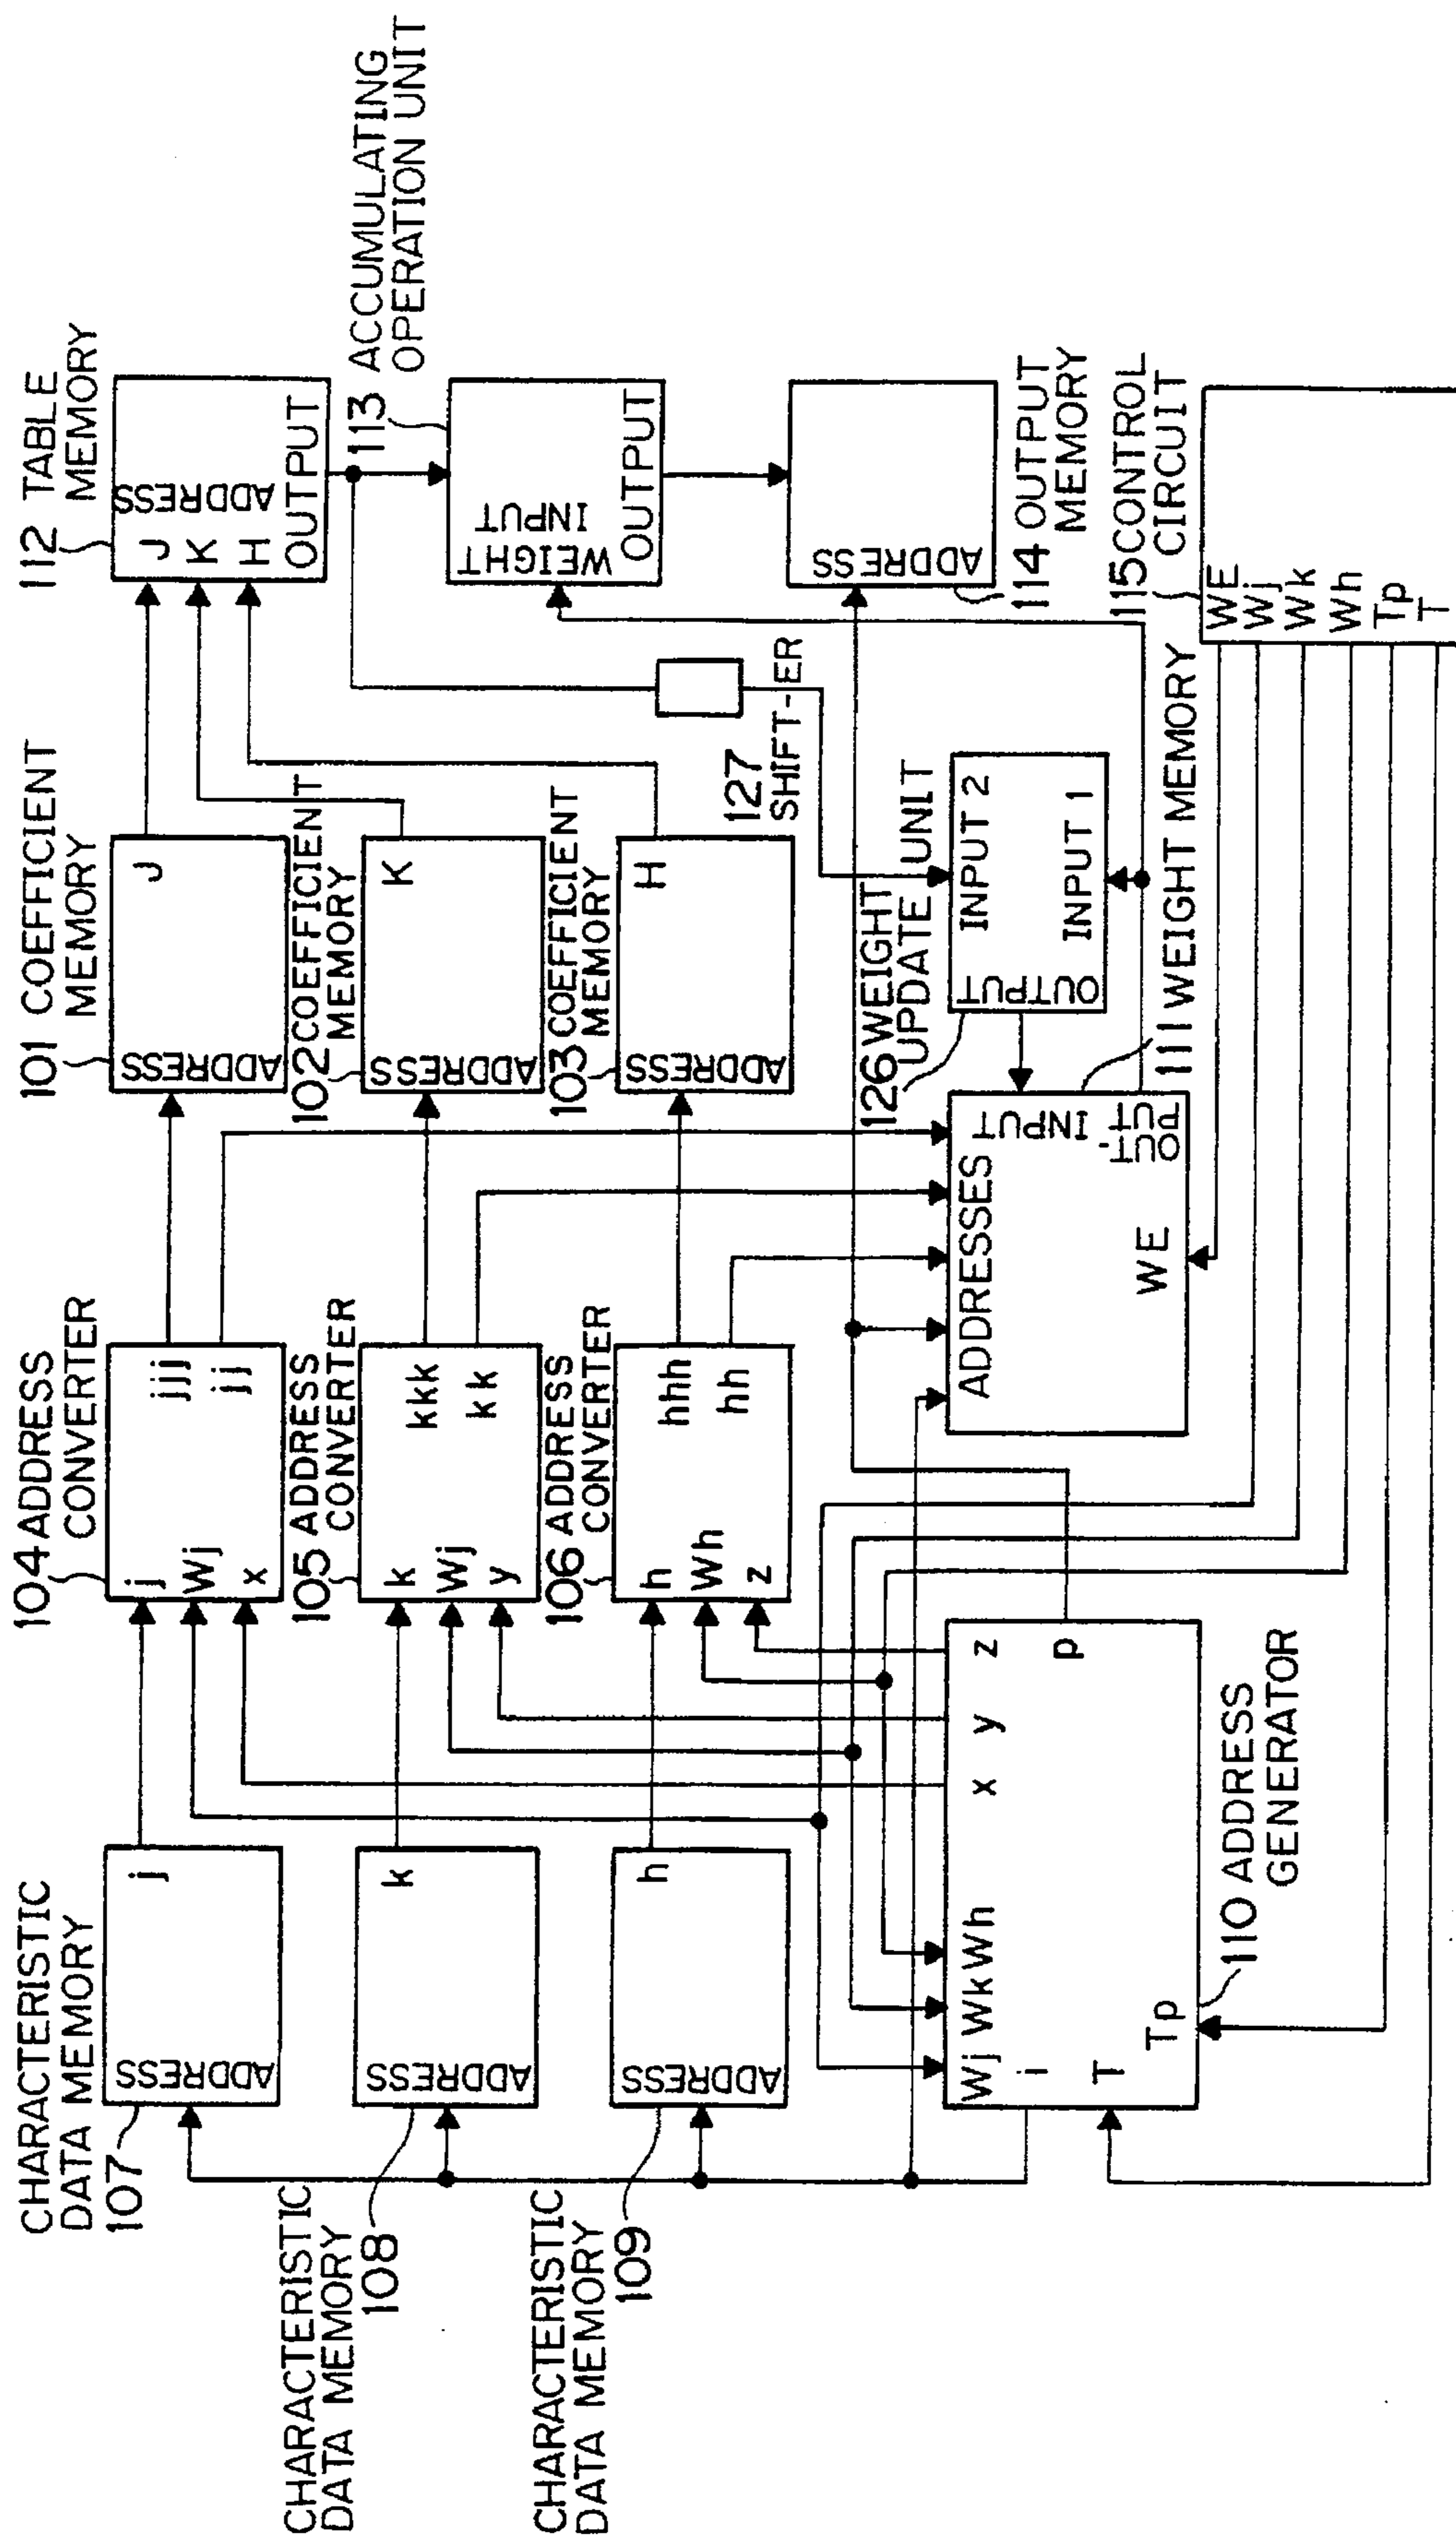 CHARACTERISTIC
DATA MEMORY
107
ADDRESS
j
CHARACTERISTIC
DATA MEMORY
108
ADDRESS
k
CHARACTERISTIC
DATA MEMORY
109
ADDRESS
h
104 ADDRESS
CONVERTER
j
Wj
x
jjj
jj
105 ADDRESS
CONVERTER
k
Wj
y
kkk
kk
106 ADDRESS
CONVERTER
h
Wh
z
hhh
hh
101 COEFFICIENT
MEMORY
ADDRESS
J
102 COEFFICIENT
MEMORY
ADDRESS
K
103 COEFFICIENT
MEMORY
ADDRESS
H
112 TABLE
MEMORY
J
K
H
ADDRESS
OUTPUT
113 ACCUMULATING
OPERATION UNIT
WEIGHT
INPUT
OUTPUT
114 OUTPUT
MEMORY
ADDRESS
127
SHIFT-ER
126 WEIGHT
UPDATE UNIT
OUTPUT
INPUT 2
INPUT 1
111 WEIGHT MEMORY
ADDRESSES
INPUT
OUT-
PUT
WE
110 ADDRESS
GENERATOR
Wj Wk Wh
x y z
i
p
T
Tp
115 CONTROL
CIRCUIT
WE
Wj
Wk
Wh
Tp
T